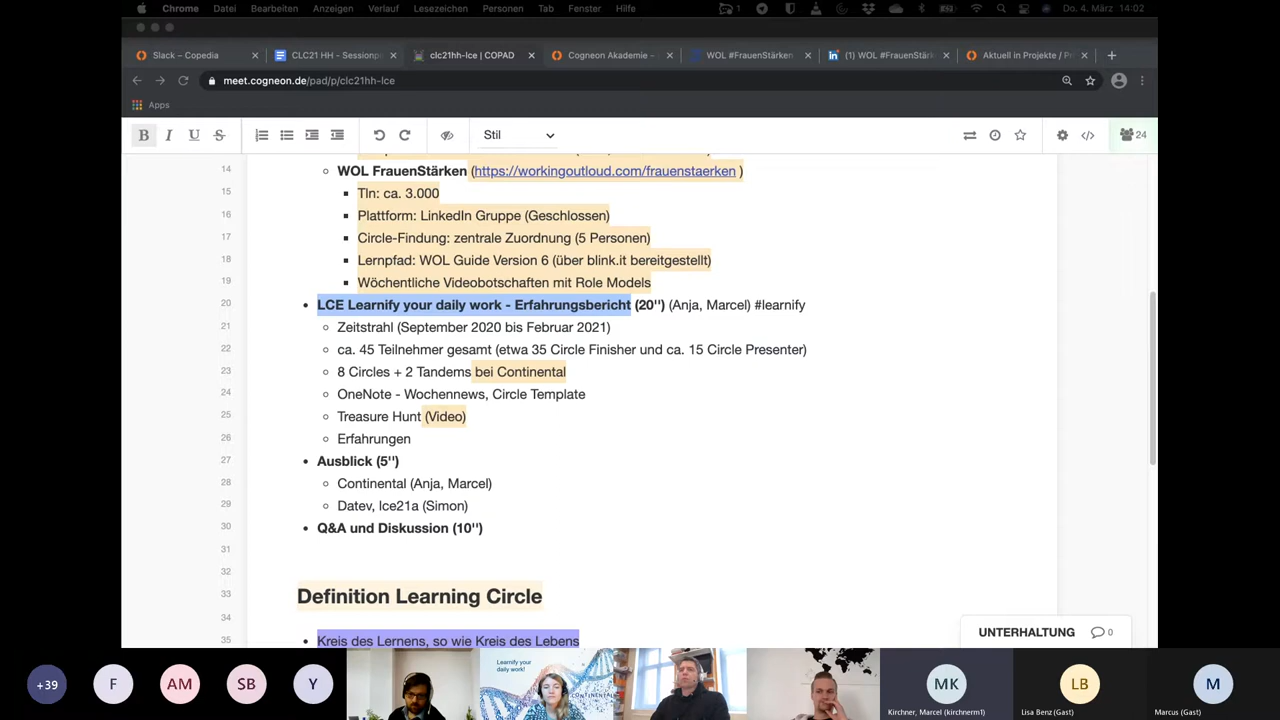 Chrome Datei Bearbeiten Anzeigen Verlauf Lesezeichen Personen Tab Fenster Hilfe Do. 4. März 14:02
Slack – Copedia CLC21 HH - Sessionp clc21hh-lce | COPAD Cogneon Akademie – WOL #FrauenStärken (1) WOL #FrauenStärk Aktuell in Projekte / P
meet.cogneon.de/pad/p/clc21hh-lce
Apps
B I U S Stil 24
14 WOL FrauenStärken (https://workingoutloud.com/frauenstaerken )
15 Tln: ca. 3.000
16 Plattform: LinkedIn Gruppe (Geschlossen)
17 Circle-Findung: zentrale Zuordnung (5 Personen)
18 Lernpfad: WOL Guide Version 6 (über blink.it bereitgestellt)
19 Wöchentliche Videobotschaften mit Role Models
20 LCE Learnify your daily work - Erfahrungsbericht (20'') (Anja, Marcel) #learnify
21 Zeitstrahl (September 2020 bis Februar 2021)
22 ca. 45 Teilnehmer gesamt (etwa 35 Circle Finisher und ca. 15 Circle Presenter)
23 8 Circles + 2 Tandems bei Continental
24 OneNote - Wochennews, Circle Template
25 Treasure Hunt (Video)
26 Erfahrungen
27 Ausblick (5'')
28 Continental (Anja, Marcel)
29 Datev, lce21a (Simon)
30 Q&A und Diskussion (10'')
31
32
33 Definition Learning Circle
34
35 Kreis des Lernens, so wie Kreis des Lebens
UNTERHALTUNG 0
+39 F AM SB Y Learnify your daily work! CONTINENTAL MK LB M
Kirchner, Marcel (kirchnerm1) Lisa Benz (Gast) Marcus (Gast)